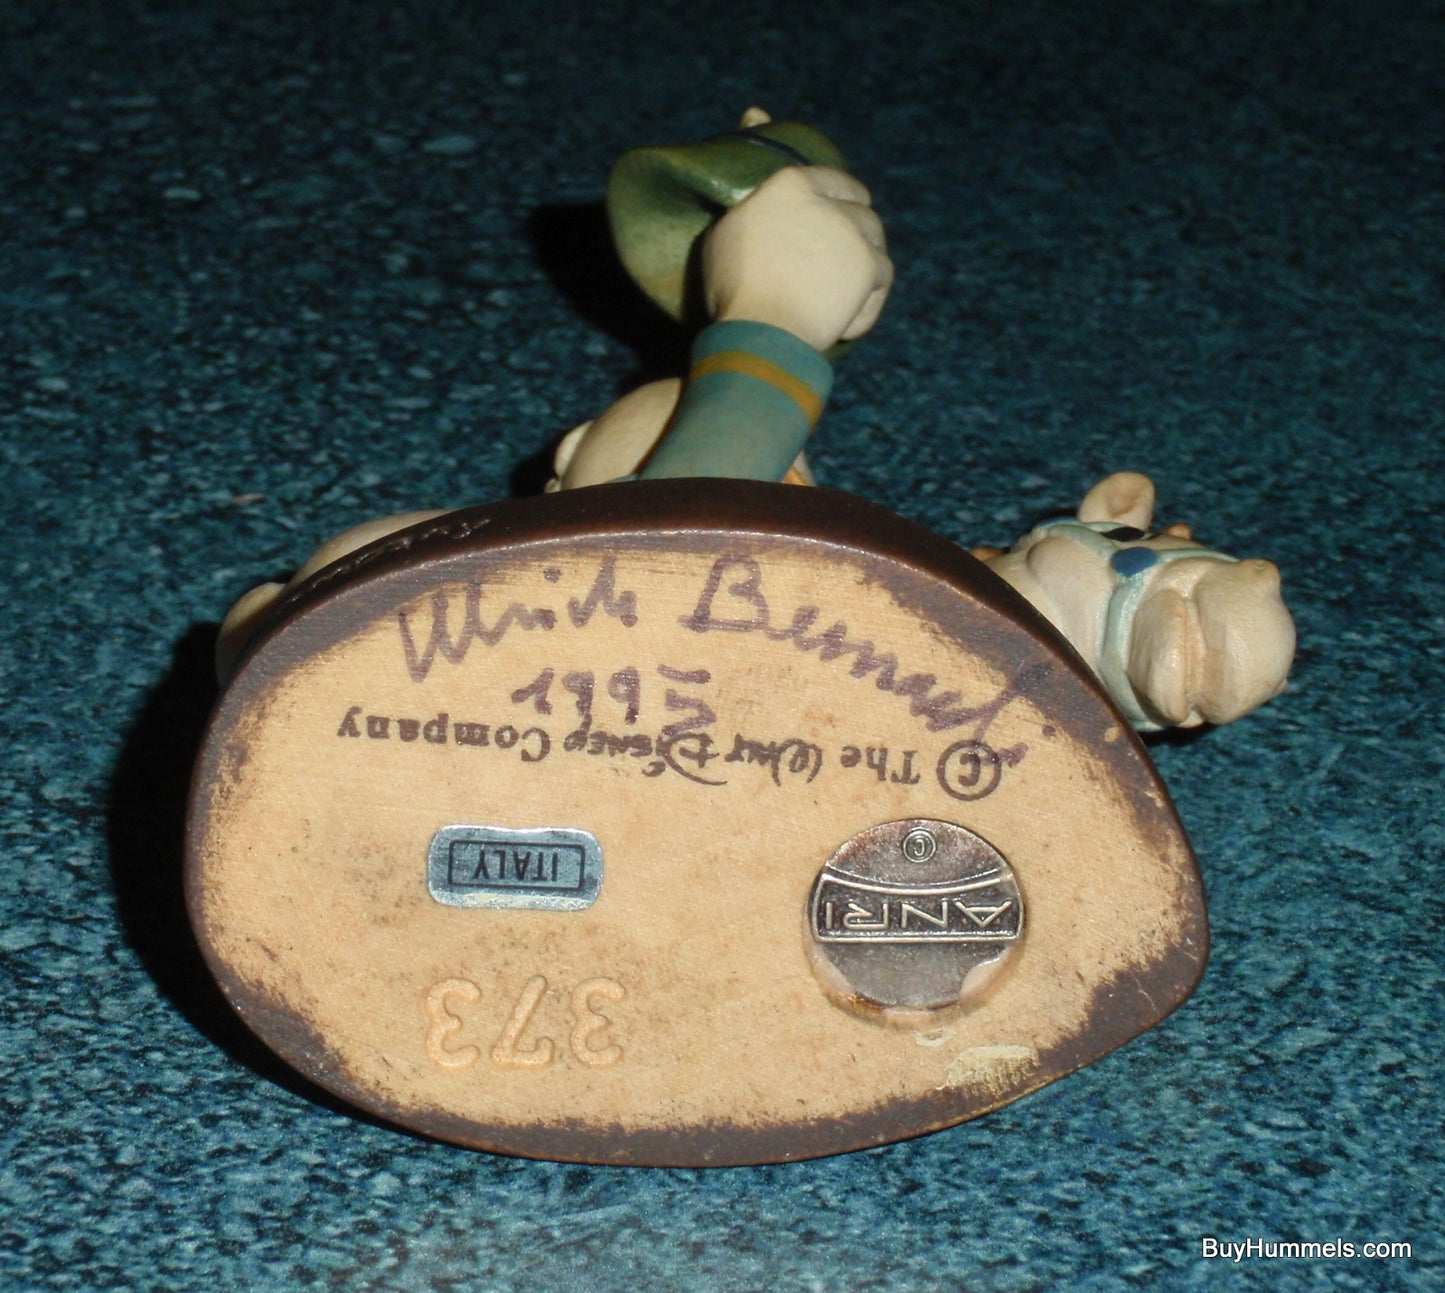 Ulrich Bernardi
1995
© The Walt Disney Company
ITALY
©
ANRI
373
BuyHummels.com